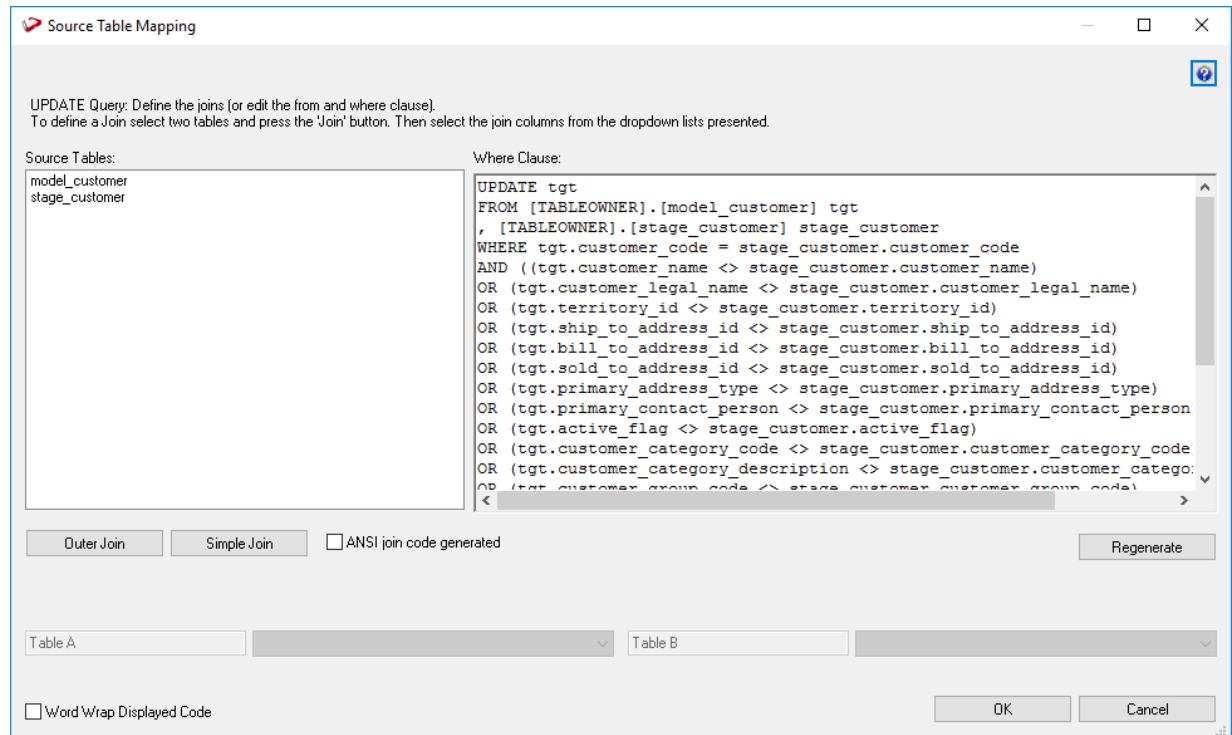 Source Table Mapping
UPDATE Query: Define the joins (or edit the from and where clause).
To define a Join select two tables and press the 'Join' button. Then select the join columns from the dropdown lists presented.
Source Tables:
model_customer
stage_customer
Where Clause:
UPDATE tgt
FROM [TABLEOWNER].[model_customer] tgt
, [TABLEOWNER].[stage_customer] stage_customer
WHERE tgt.customer_code = stage_customer.customer_code
AND ((tgt.customer_name <> stage_customer.customer_name)
OR (tgt.customer_legal_name <> stage_customer.customer_legal_name)
OR (tgt.territory_id <> stage_customer.territory_id)
OR (tgt.ship_to_address_id <> stage_customer.ship_to_address_id)
OR (tgt.bill_to_address_id <> stage_customer.bill_to_address_id)
OR (tgt.sold_to_address_id <> stage_customer.sold_to_address_id)
OR (tgt.primary_address_type <> stage_customer.primary_address_type)
OR (tgt.primary_contact_person <> stage_customer.primary_contact_person)
OR (tgt.active_flag <> stage_customer.active_flag)
OR (tgt.customer_category_code <> stage_customer.customer_category_code
OR (tgt.customer_category_description <> stage_customer.customer_catego
OR (tgt.customer_group_code <> stage_customer.customer_group_code)
Outer Join
Simple Join
ANSI join code generated
Regenerate
Table A
Table B
Word Wrap Displayed Code
OK
Cancel